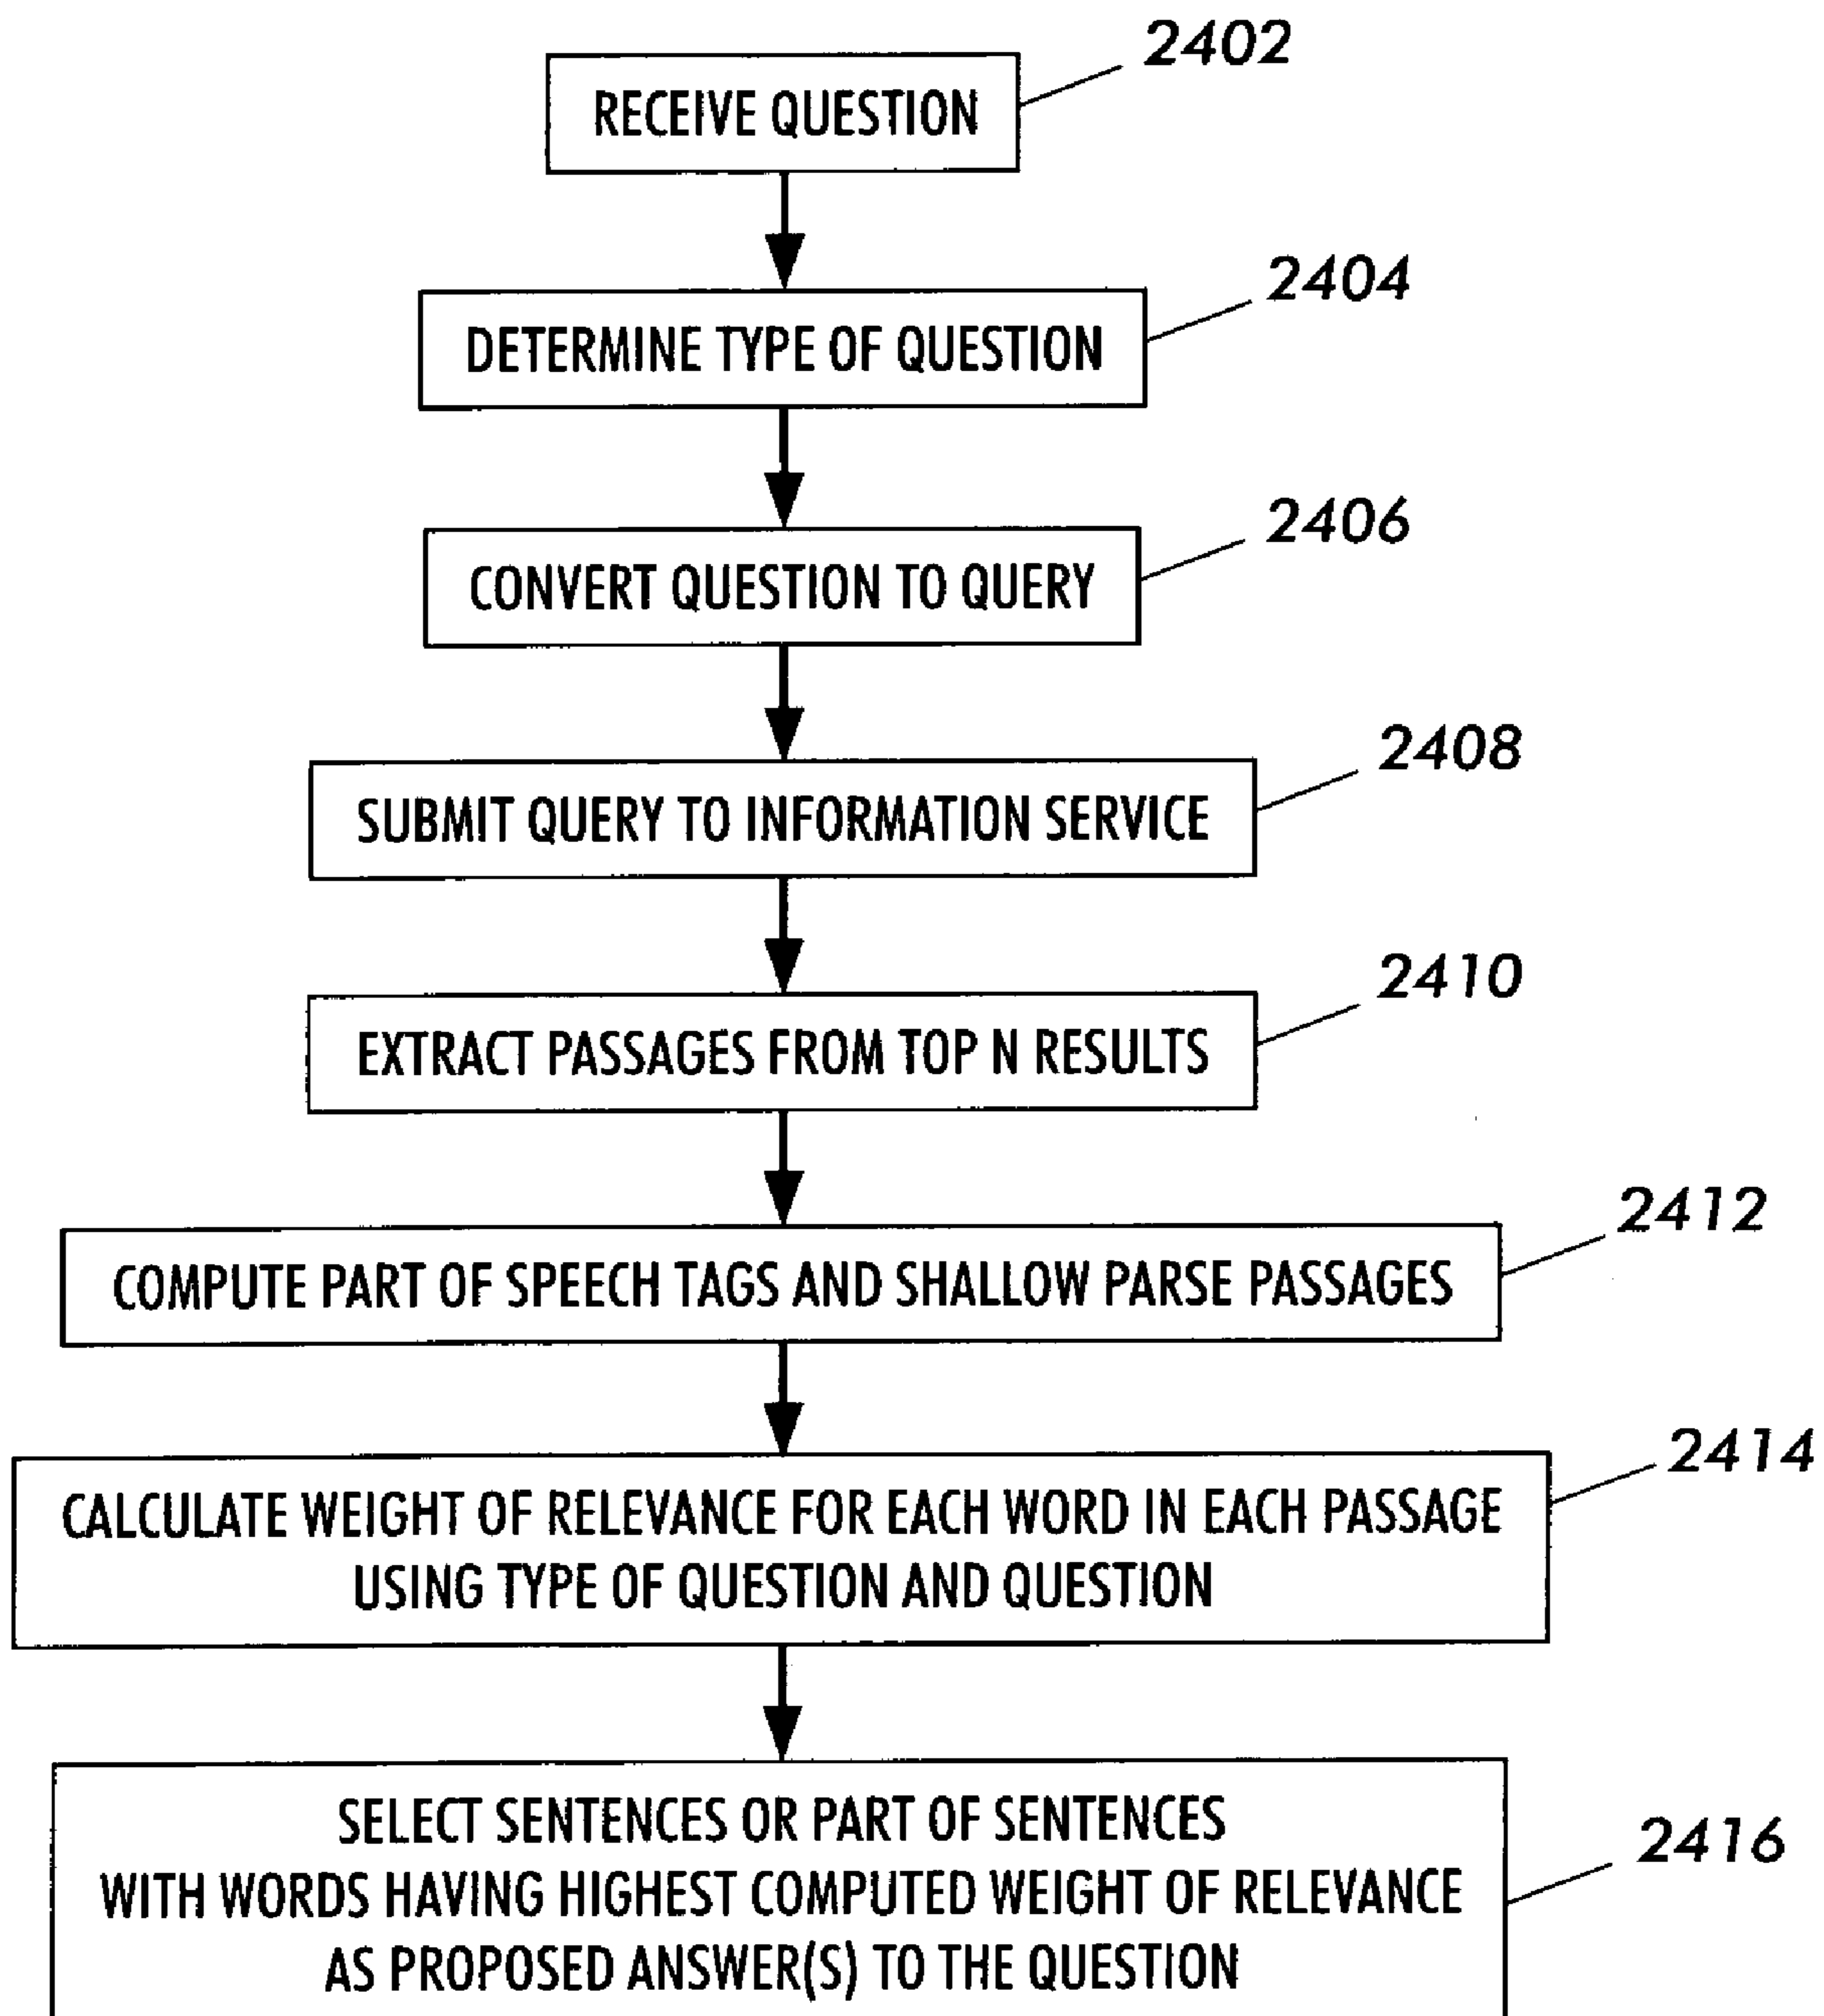 2402
RECEIVE QUESTION
2404
DETERMINE TYPE OF QUESTION
2406
CONVERT QUESTION TO QUERY
2408
SUBMIT QUERY TO INFORMATION SERVICE
2410
EXTRACT PASSAGES FROM TOP N RESULTS
2412
COMPUTE PART OF SPEECH TAGS AND SHALLOW PARSE PASSAGES
2414
CALCULATE WEIGHT OF RELEVANCE FOR EACH WORD IN EACH PASSAGE
USING TYPE OF QUESTION AND QUESTION
2416
SELECT SENTENCES OR PART OF SENTENCES
WITH WORDS HAVING HIGHEST COMPUTED WEIGHT OF RELEVANCE
AS PROPOSED ANSWER(S) TO THE QUESTION